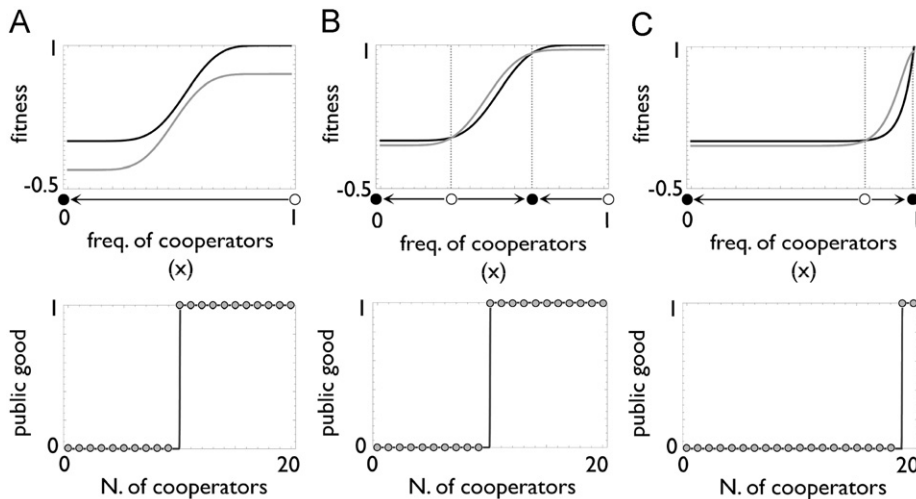 A
B
C
1
1
1
fitness
fitness
fitness
-0.5
-0.5
-0.5
0
1
0
1
0
1
freq. of cooperators
freq. of cooperators
freq. of cooperators
(x)
(x)
(x)
1
1
1
public good
public good
public good
0
0
0
0
20
0
20
0
20
N. of cooperators
N. of cooperators
N. of cooperators